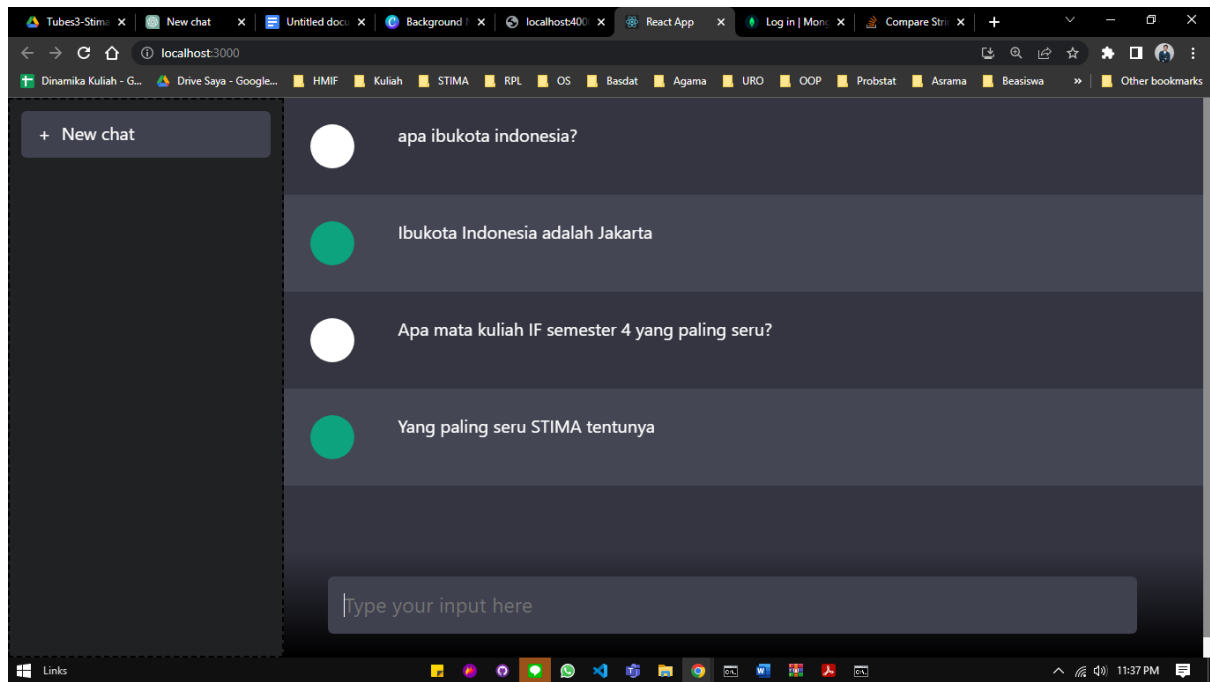 Tubes3-Stima
New chat
Untitled docu
Background
localhost:400
React App
Log in | Mong
Compare Stri
localhost:3000
Dinamika Kuliah - G...
Drive Saya - Google...
HMIF
Kuliah
STIMA
RPL
OS
Basdat
Agama
URO
OOP
Probstat
Asrama
Beasiswa
»
Other bookmarks
+ New chat
apa ibukota indonesia?
Ibukota Indonesia adalah Jakarta
Apa mata kuliah IF semester 4 yang paling seru?
Yang paling seru STIMA tentunya
Type your input here
Links
11:37 PM